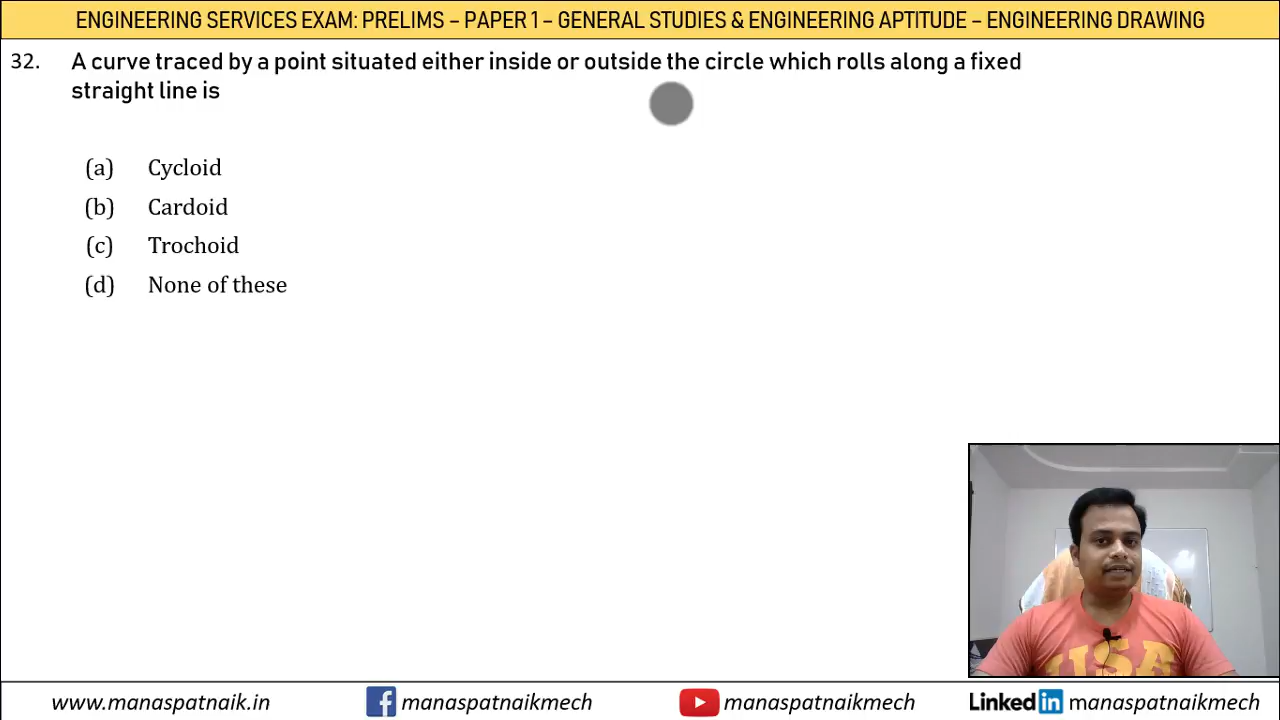 ENGINEERING SERVICES EXAM: PRELIMS – PAPER 1 – GENERAL STUDIES & ENGINEERING APTITUDE – ENGINEERING DRAWING
32. A curve traced by a point situated either inside or outside the circle which rolls along a fixed
straight line is
(a) Cycloid
(b) Cardoid
(c) Trochoid
(d) None of these
USA
www.manaspatnaik.in manaspatnaikmech manaspatnaikmech Linkedin manaspatnaikmech